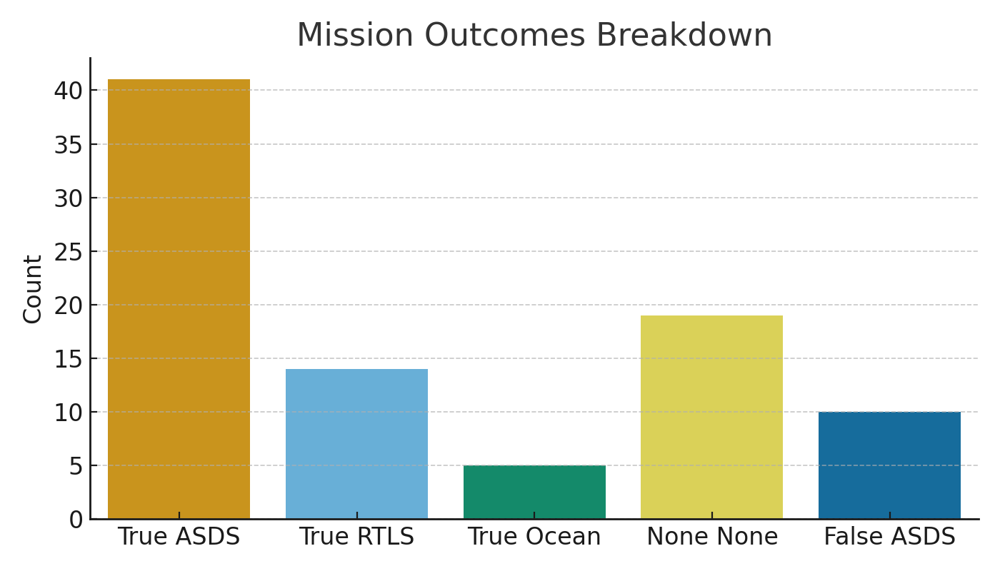 Mission Outcomes Breakdown
Count
40
35
30
25
20
15
10
5
0
True ASDS
True RTLS
True Ocean
None None
False ASDS